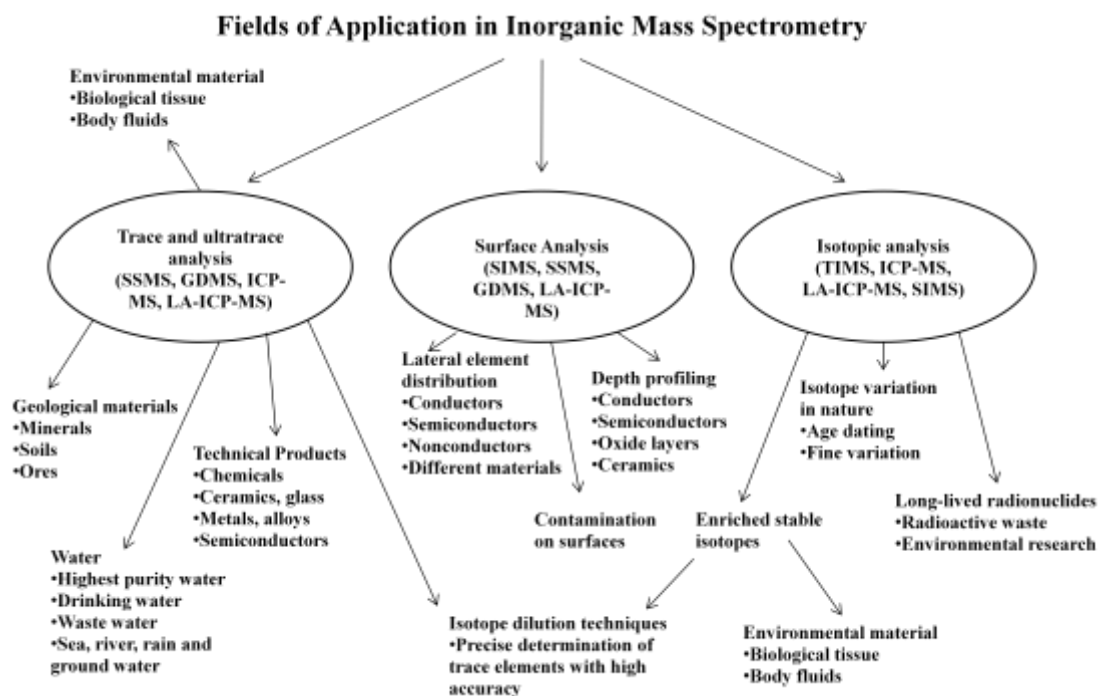 Fields of Application in Inorganic Mass Spectrometry
Environmental material
•Biological tissue
•Body fluids
Trace and ultratrace
analysis
(SSMS, GDMS, ICP-
MS, LA-ICP-MS)
Surface Analysis
(SIMS, SSMS,
GDMS, LA-ICP-
MS)
Isotopic analysis
(TIMS, ICP-MS,
LA-ICP-MS, SIMS)
Geological materials
•Minerals
•Soils
•Ores
Technical Products
•Chemicals
•Ceramics, glass
•Metals, alloys
•Semiconductors
Water
•Highest purity water
•Drinking water
•Waste water
•Sea, river, rain and
ground water
Lateral element
distribution
•Conductors
•Semiconductors
•Nonconductors
•Different materials
Depth profiling
•Conductors
•Semiconductors
•Oxide layers
•Ceramics
Contamination
on surfaces
Isotope variation
in nature
•Age dating
•Fine variation
Enriched stable
isotopes
Long-lived radionuclides
•Radioactive waste
•Environmental research
Isotope dilution techniques
•Precise determination of
trace elements with high
accuracy
Environmental material
•Biological tissue
•Body fluids